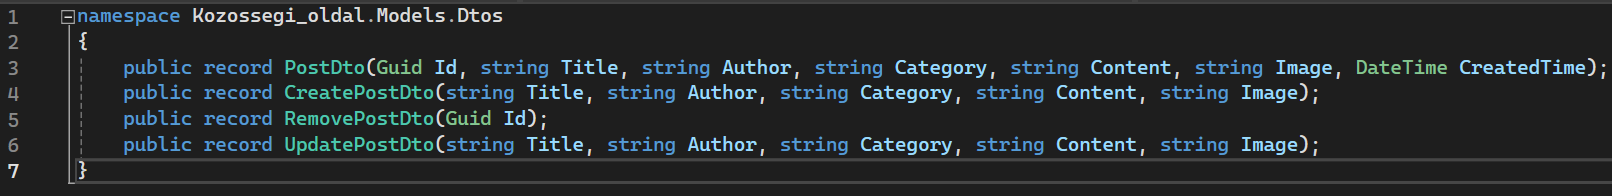 1 namespace Kozossegi_oldal.Models.Dtos
2 {
3 public record PostDto(Guid Id, string Title, string Author, string Category, string Content, string Image, DateTime CreatedTime);
4 public record CreatePostDto(string Title, string Author, string Category, string Content, string Image);
5 public record RemovePostDto(Guid Id);
6 public record UpdatePostDto(string Title, string Author, string Category, string Content, string Image);
7 }